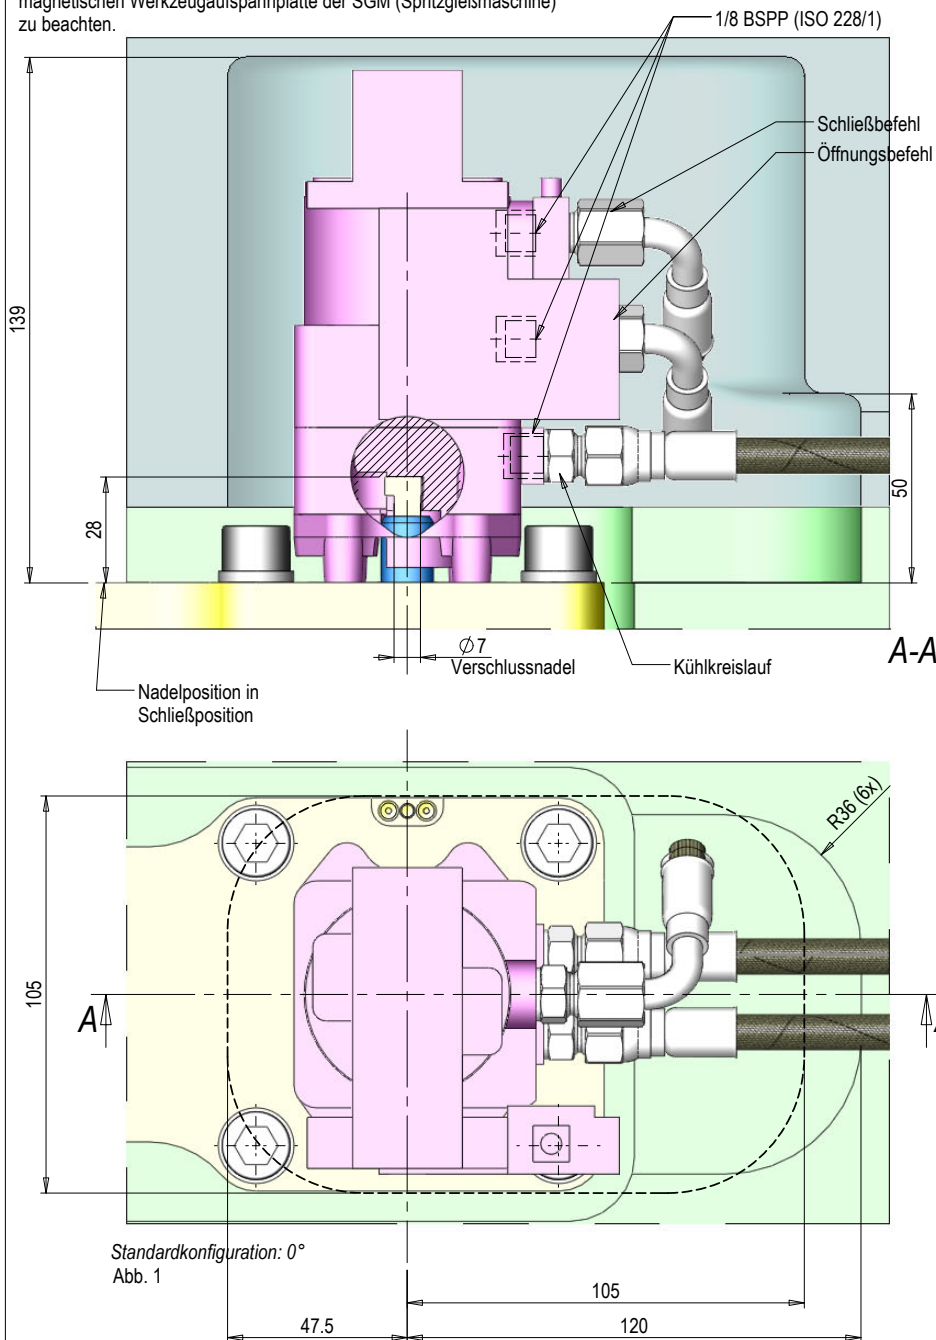 magnetischen Werkzeugaufspannplatte der SGM (Spritzgießmaschine)
zu beachten.
1/8 BSPP (ISO 228/1)
Schließbefehl
Öffnungsbefehl
139
28
50
Ø7
Verschlussnadel
Kühlkreislauf
A-A
Nadelposition in
Schließposition
R36 (6x)
105
A
Standardkonfiguration: 0°
Abb. 1
105
47.5
120